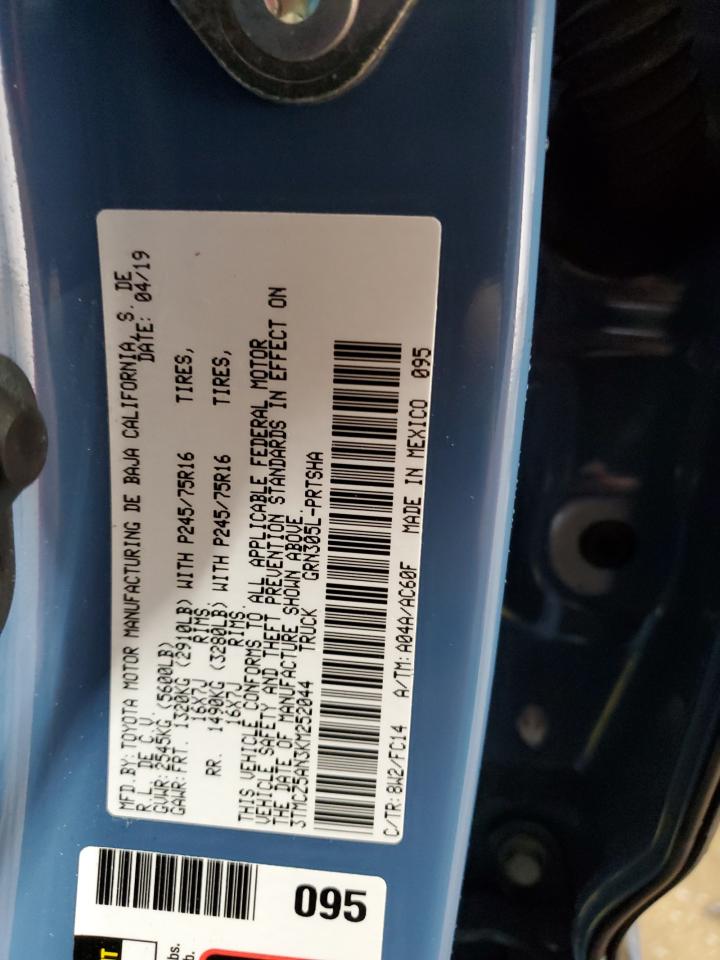 MFD.BY:TOYOTA MOTOR MANUFACTURING DE BAJA CALIFORNIA, S. DE
R.L. DE C.V. DATE: 04/19
GVWR:2545KG (5600LB)
GAWR:FRT. 1320KG (2910LB) WITH P245/75R16 TIRES,
16X7J RIMS.
RR. 1490KG (3280LB) WITH P245/75R16 TIRES,
16X7J RIMS.
THIS VEHICLE CONFORMS TO ALL APPLICABLE FEDERAL MOTOR
VEHICLE SAFETY AND THEFT PREVENTION STANDARDS IN EFFECT ON
THE DATE OF MANUFACTURE SHOWN ABOVE.
3TMCZ5AN3KM252044 TRUCK GRN305L-PRTSHA
C/TR:8W2/FC14 A/TM:A04A/AC60F MADE IN MEXICO 095
095